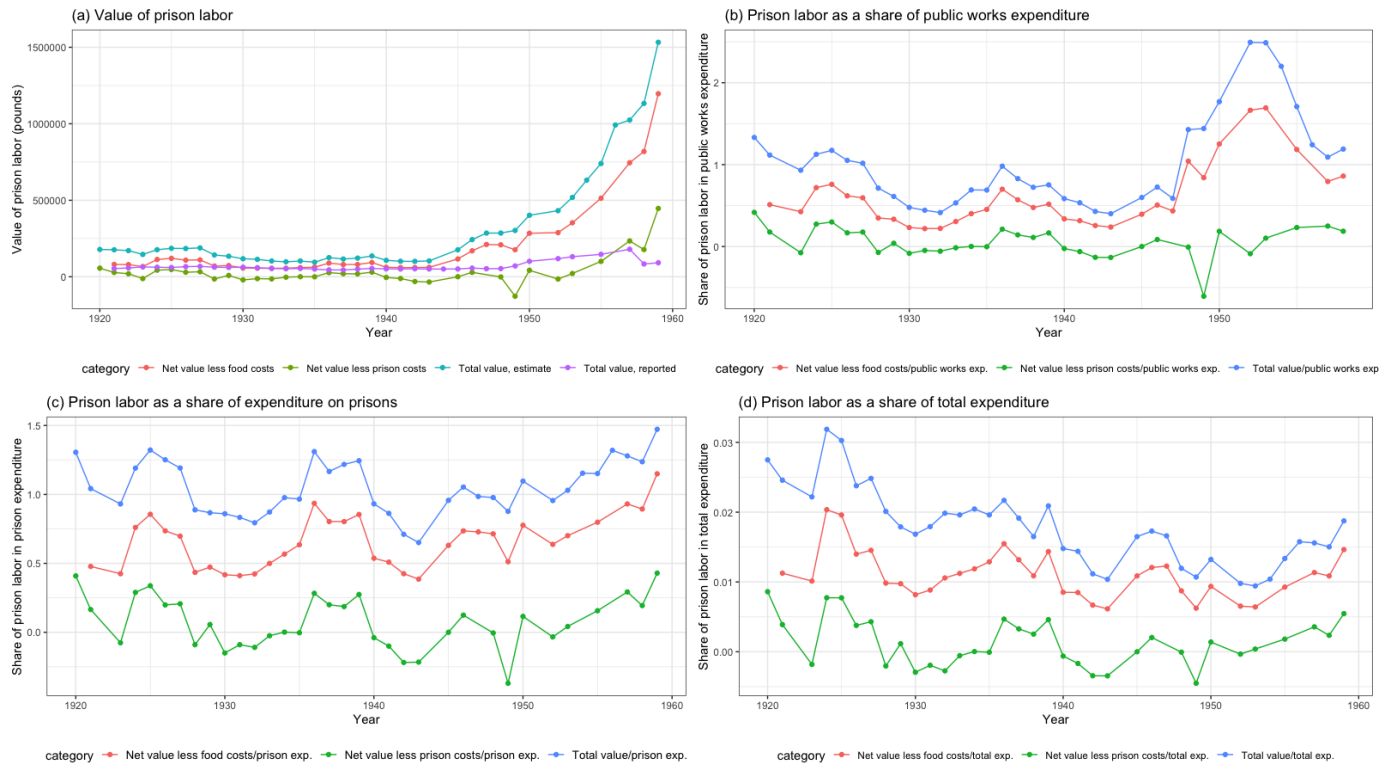 (a) Value of prison labor
Value of prison labor (pounds)
1500000
1000000
500000
0
1920 1930 1940 1950 1960
Year
category Net value less food costs Net value less prison costs Total value, estimate Total value, reported
(b) Prison labor as a share of public works expenditure
Share of prison labor in public works expenditure
2
1
0
1920 1930 1940 1950
Year
category Net value less food costs/public works exp. Net value less prison costs/public works exp. Total value/public works exp
(c) Prison labor as a share of expenditure on prisons
Share of prison labor in prison expenditure
1.5
1.0
0.5
0.0
1920 1930 1940 1950 1960
Year
category Net value less food costs/prison exp. Net value less prison costs/prison exp. Total value/prison exp.
(d) Prison labor as a share of total expenditure
Share of prison labor in total expenditure
0.03
0.02
0.01
0.00
1920 1930 1940 1950 1960
Year
category Net value less food costs/total exp. Net value less prison costs/total exp. Total value/total exp.